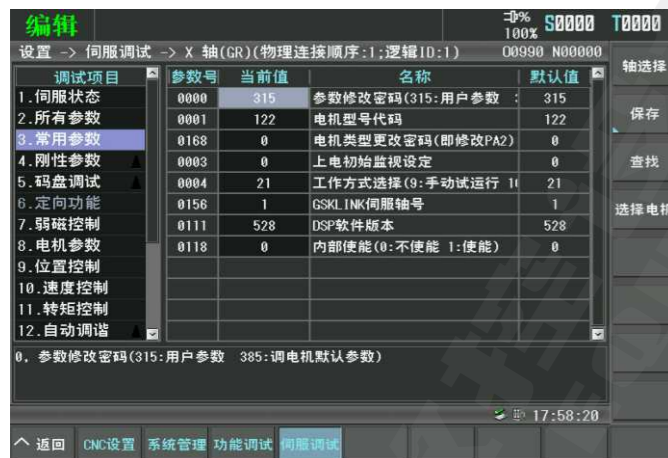 编辑 100% S0000 T0000
设置 -> 伺服调试 -> X 轴(GR)(物理连接顺序:1;逻辑ID:1) O0990 N00000
调试项目 参数号 当前值 名称 默认值
1.伺服状态 0000 315 参数修改密码(315:用户参数 : 315
2.所有参数 0001 122 电机型号代码 122
3.常用参数 0168 0 电机类型更改密码(即修改PA2) 0
4.刚性参数 0003 0 上电初始监视设定 0
5.码盘调试 0004 21 工作方式选择(9:手动试运行 1 21
6.定向功能 0156 1 GSKLINK伺服轴号 1
7.弱磁控制 0111 528 DSP软件版本 528
8.电机参数 0118 0 内部使能(0:不使能 1:使能) 0
9.位置控制
10.速度控制
11.转矩控制
12.自动调谐
0, 参数修改密码(315:用户参数 385:调电机默认参数)
17:58:20
轴选择
保存
查找
选择电机
返回 CNC设置 系统管理 功能调试 伺服调试